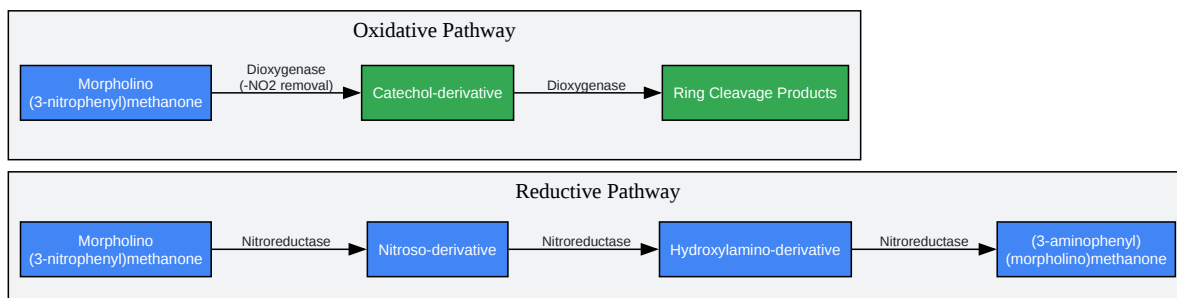 Oxidative Pathway
Morpholino
(3-nitrophenyl)methanone
Dioxygenase
(-NO2 removal)
Catechol-derivative
Dioxygenase
Ring Cleavage Products
Reductive Pathway
Morpholino
(3-nitrophenyl)methanone
Nitroreductase
Nitroso-derivative
Nitroreductase
Hydroxylamino-derivative
Nitroreductase
(3-aminophenyl)
(morpholino)methanone